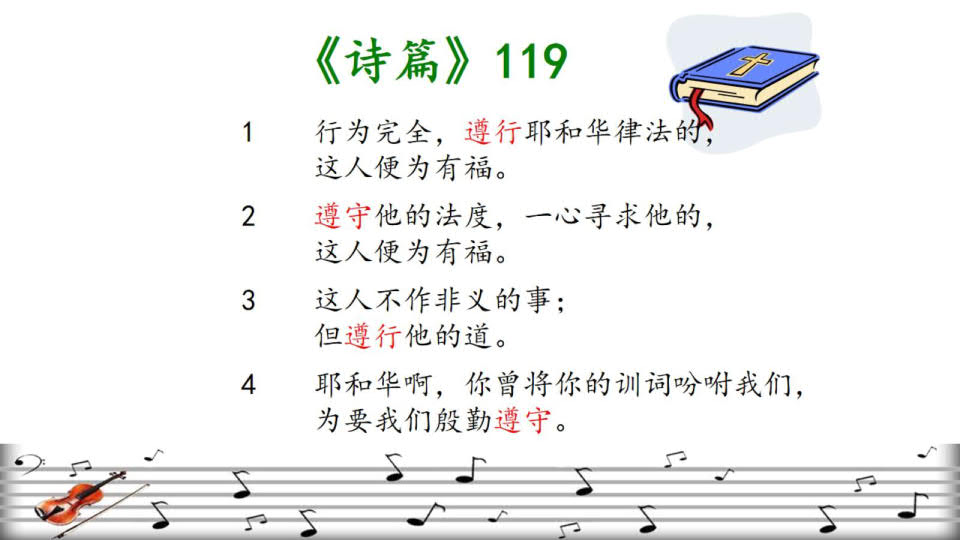 《诗篇》119
1 行为完全，遵行耶和华律法的，
这人便为有福。
2 遵守他的法度，一心寻求他的，
这人便为有福。
3 这人不作非义的事；
但遵行他的道。
4 耶和华啊，你曾将你的训词吩咐我们，
为要我们殷勤遵守。